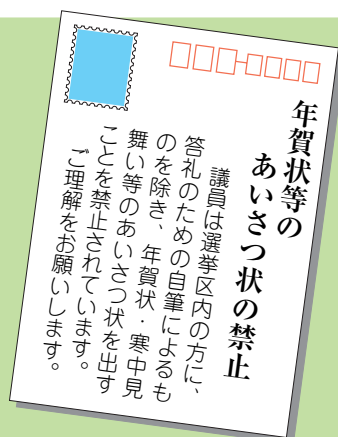 年賀状等の
あいさつ状の禁止
議員は選挙区内の方に、
答礼のための自筆によるも
のを除き、年賀状・寒中見
舞い等のあいさつ状を出す
ことを禁止されています。
ご理解をお願いします。